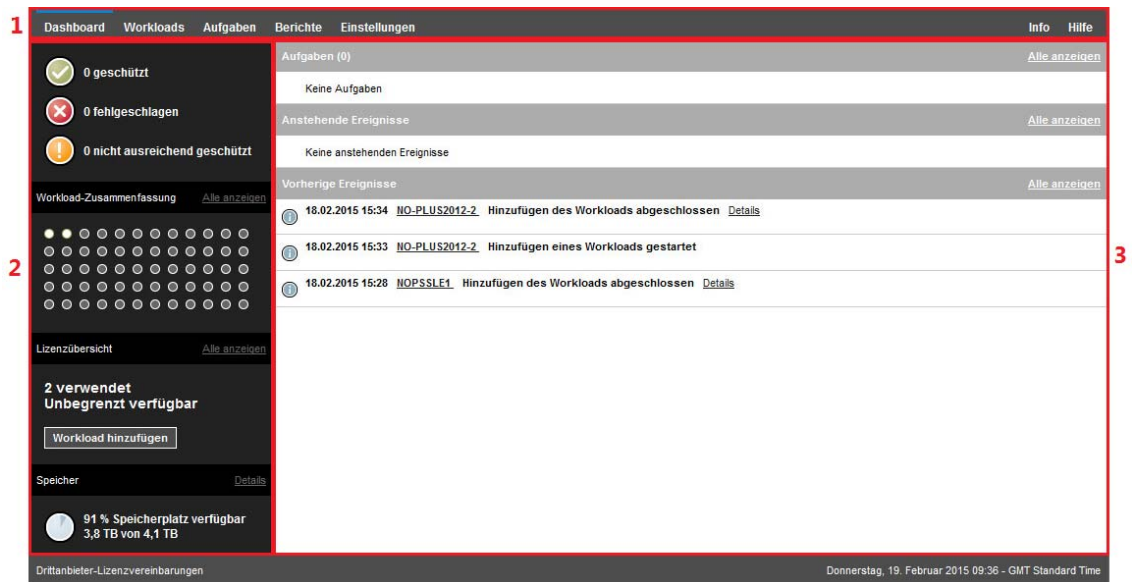 1
Dashboard Workloads Aufgaben Berichte Einstellungen Info Hilfe
2
0 geschützt
0 fehlgeschlagen
0 nicht ausreichend geschützt
Workload-Zusammenfassung Alle anzeigen
Lizenzübersicht Alle anzeigen
2 verwendet
Unbegrenzt verfügbar
Workload hinzufügen
Speicher Details
91 % Speicherplatz verfügbar
3,8 TB von 4,1 TB
3
Aufgaben (0) Alle anzeigen
Keine Aufgaben
Anstehende Ereignisse Alle anzeigen
Keine anstehenden Ereignisse
Vorherige Ereignisse Alle anzeigen
18.02.2015 15:34 NO-PLUS2012-2 Hinzufügen des Workloads abgeschlossen Details
18.02.2015 15:33 NO-PLUS2012-2 Hinzufügen eines Workloads gestartet
18.02.2015 15:28 NOPSSLE1 Hinzufügen des Workloads abgeschlossen Details
Drittanbieter-Lizenzvereinbarungen Donnerstag, 19. Februar 2015 09:36 - GMT Standard Time